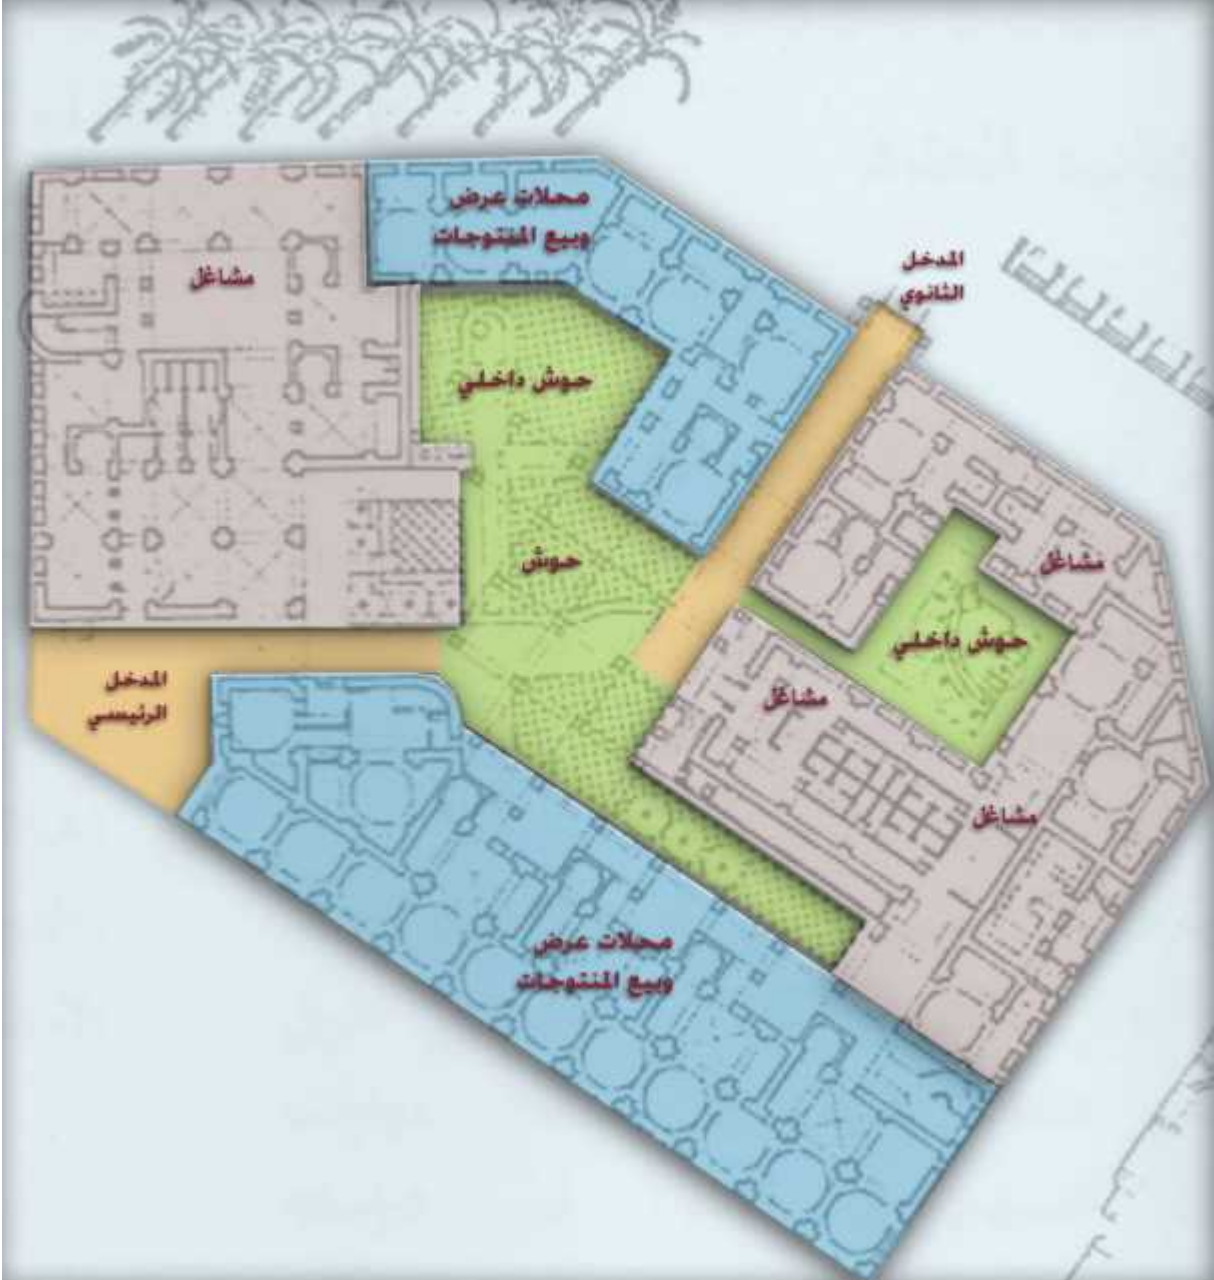 محلات عرض
وبيع المنتوجات
مشاغل
المدخل
الثانوي
حوش داخلي
حوش
مشاغل
حوش داخلي
المدخل
الرئيسي
مشاغل
مشاغل
محلات عرض
وبيع المنتوجات